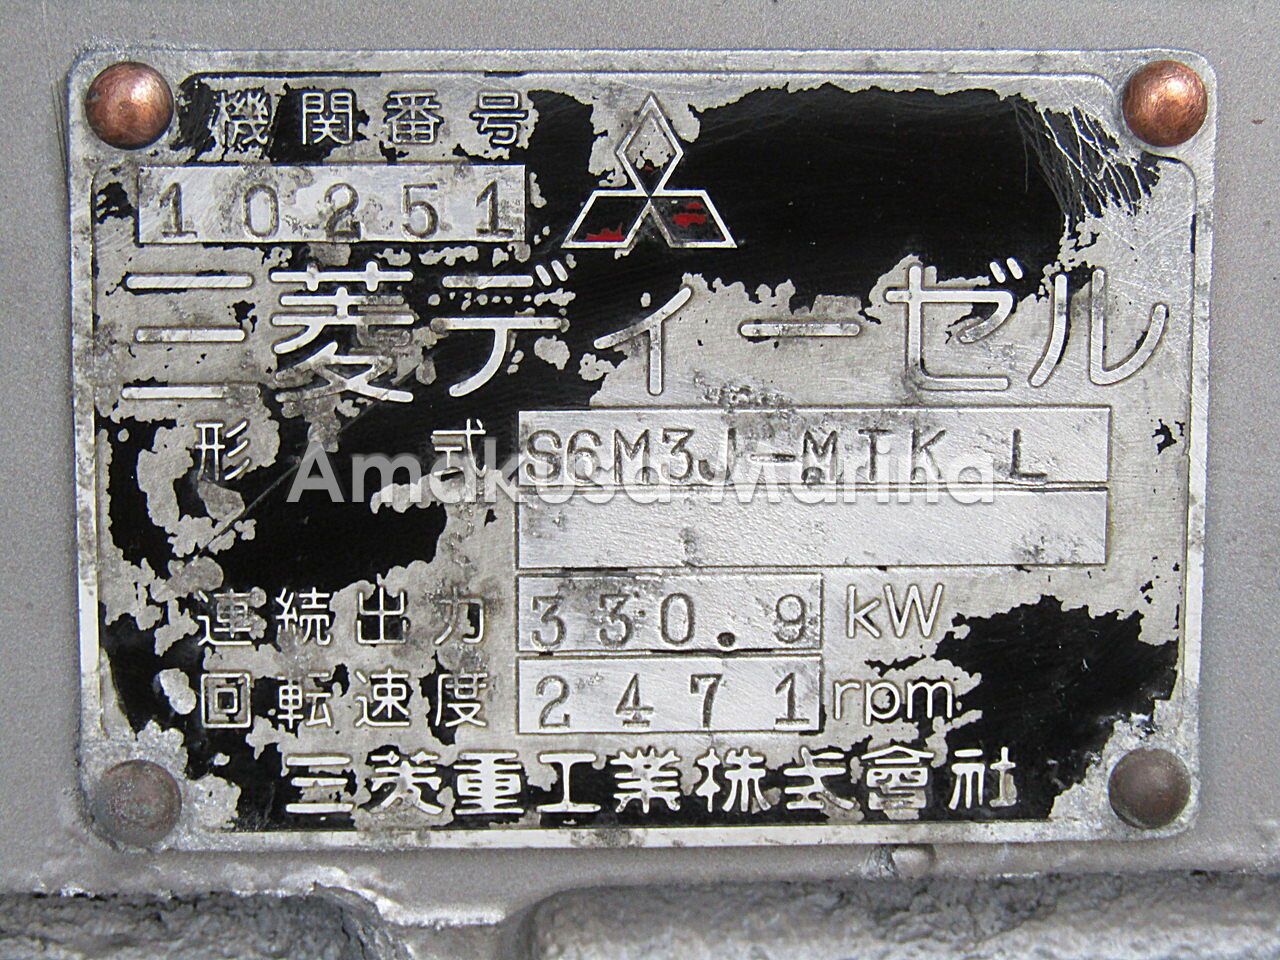 機関番号
10251
三菱ディーゼル
形式 S6M3J-MTK L
連続出力 330.9 kW
回転速度 2471 rpm
三菱重工業株式會社
Amakusa Marina